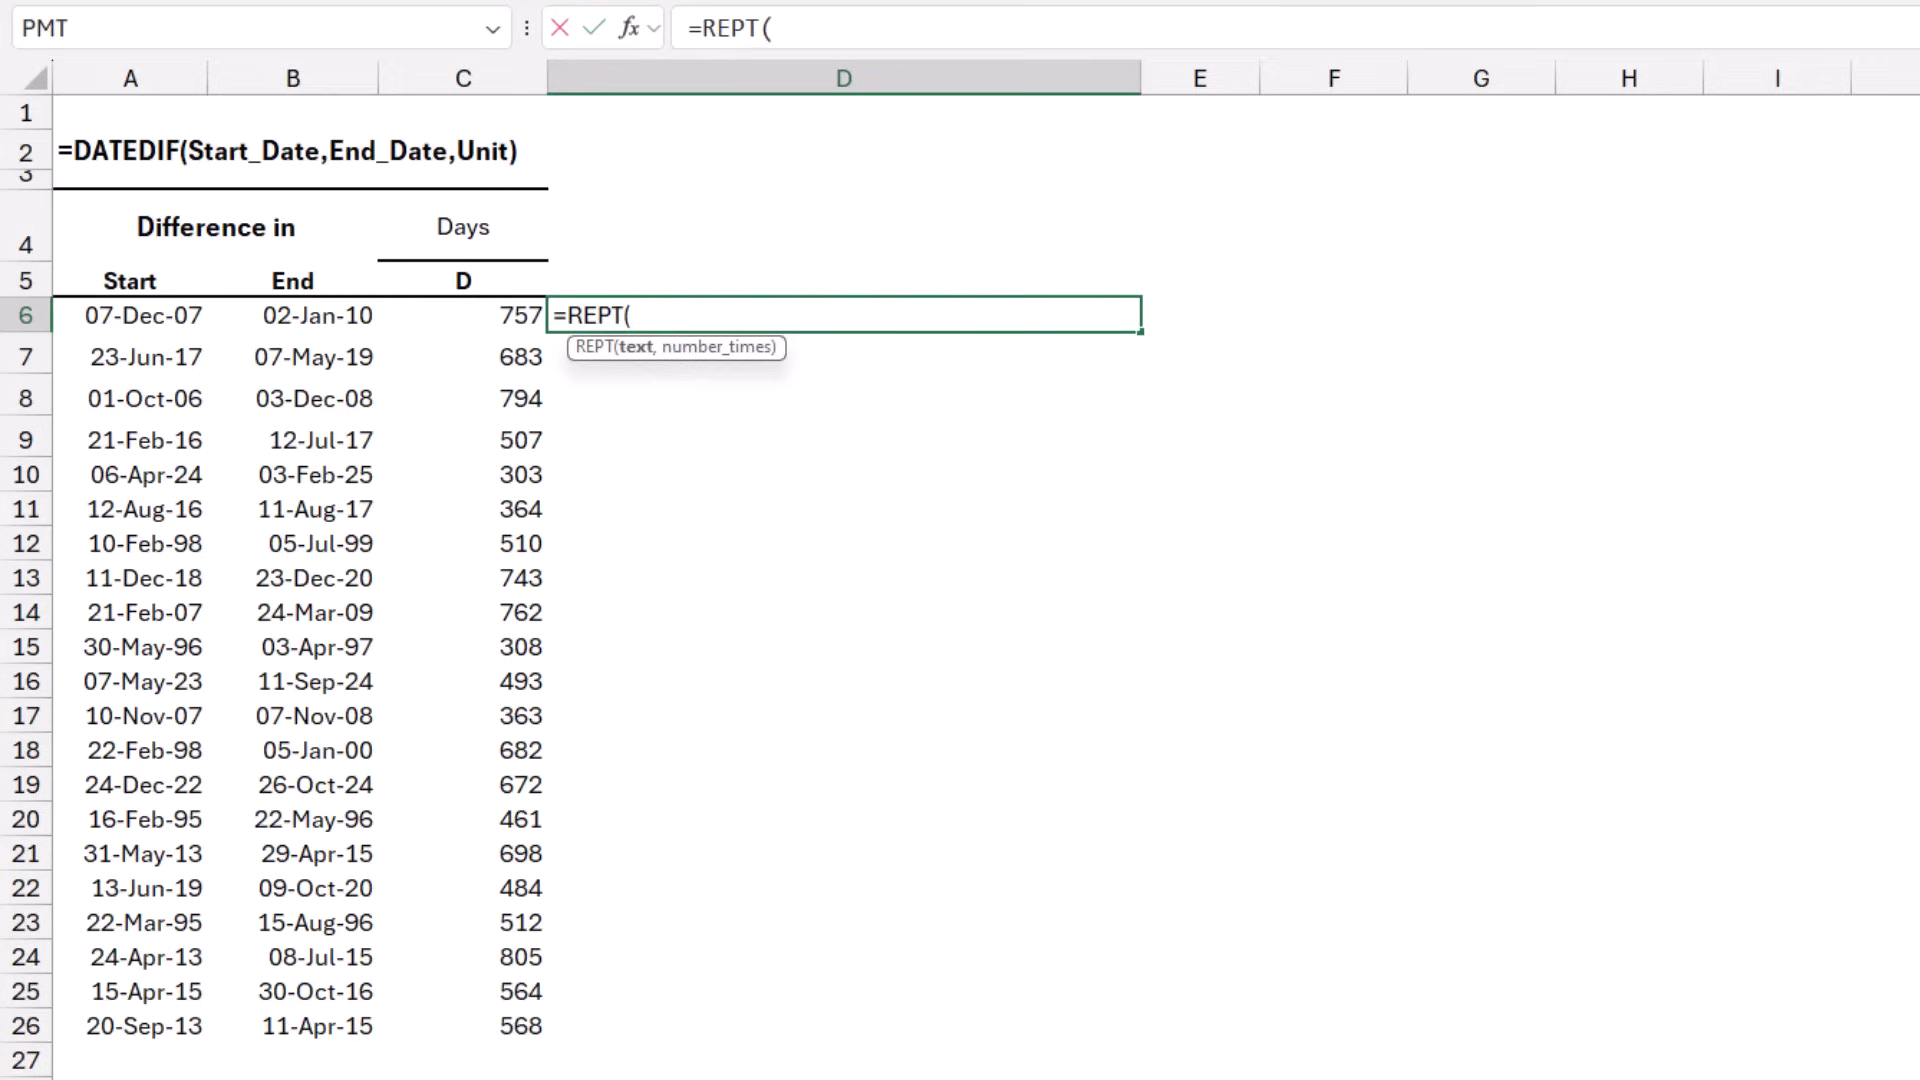 PMT
fx
=REPT(
A B C D E F G H I
1
2 =DATEDIF(Start_Date,End_Date,Unit)
3
4 Difference in Days
5 Start End D
6 07-Dec-07 02-Jan-10 757 =REPT(
REPT(text, number_times)
7 23-Jun-17 07-May-19 683
8 01-Oct-06 03-Dec-08 794
9 21-Feb-16 12-Jul-17 507
10 06-Apr-24 03-Feb-25 303
11 12-Aug-16 11-Aug-17 364
12 10-Feb-98 05-Jul-99 510
13 11-Dec-18 23-Dec-20 743
14 21-Feb-07 24-Mar-09 762
15 30-May-96 03-Apr-97 308
16 07-May-23 11-Sep-24 493
17 10-Nov-07 07-Nov-08 363
18 22-Feb-98 05-Jan-00 682
19 24-Dec-22 26-Oct-24 672
20 16-Feb-95 22-May-96 461
21 31-May-13 29-Apr-15 698
22 13-Jun-19 09-Oct-20 484
23 22-Mar-95 15-Aug-96 512
24 24-Apr-13 08-Jul-15 805
25 15-Apr-15 30-Oct-16 564
26 20-Sep-13 11-Apr-15 568
27